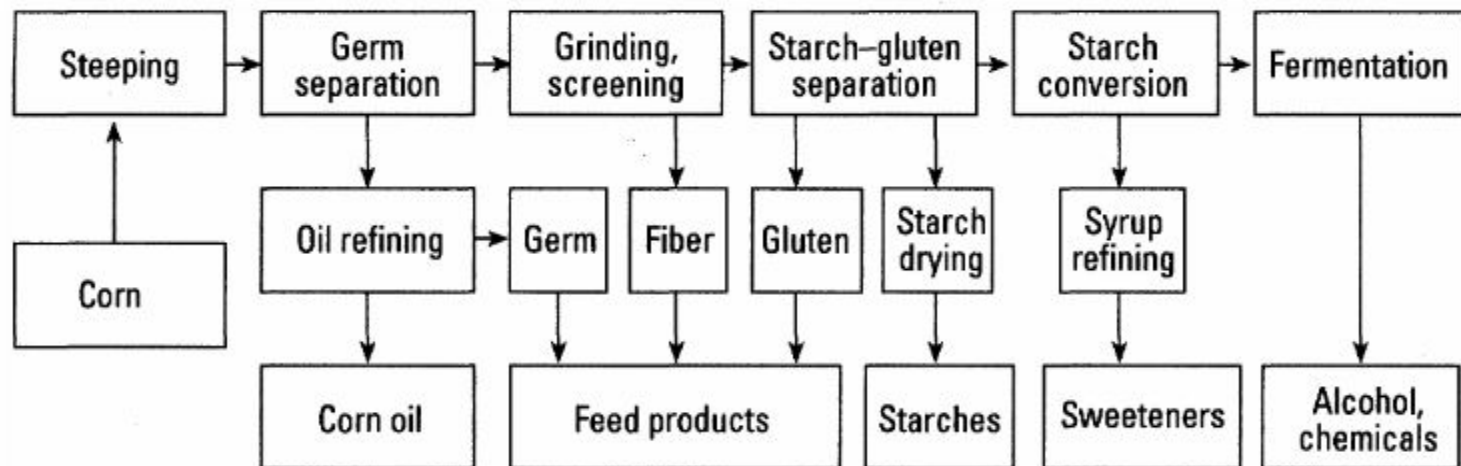 Steeping
Germ
separation
Grinding,
screening
Starch–gluten
separation
Starch
conversion
Fermentation
Corn
Oil refining
Germ
Fiber
Gluten
Starch
drying
Syrup
refining
Corn oil
Feed products
Starches
Sweeteners
Alcohol,
chemicals